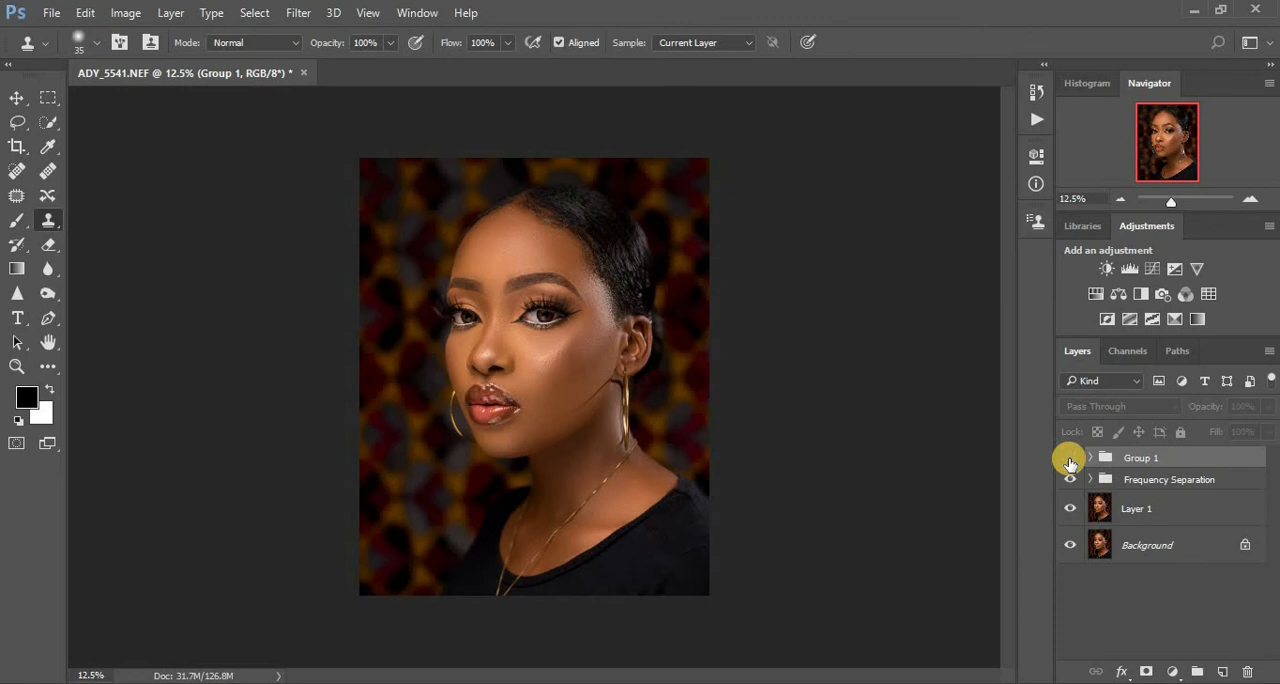 Ps File Edit Image Layer Type Select Filter 3D View Window Help
35 Mode: Normal Opacity: 100% Flow: 100% Aligned Sample: Current Layer
ADY_5541.NEF @ 12.5% (Group 1, RGB/8*) * ×
Histogram Navigator
12.5%
Libraries Adjustments
Add an adjustment
Layers Channels Paths
Kind
Pass Through Opacity: 100%
Lock: Fill: 100%
Group 1
Frequency Separation
Layer 1
Background
12.5% Doc: 31.7M/126.8M